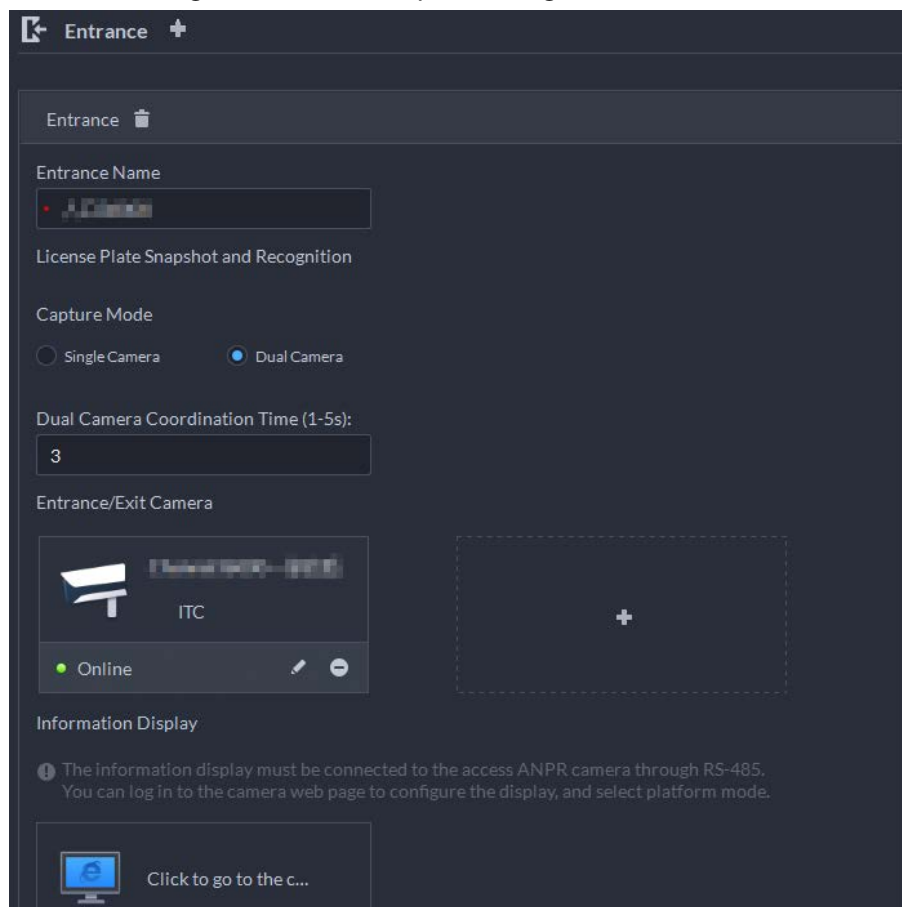 Entrance
Entrance
Entrance Name
License Plate Snapshot and Recognition
Capture Mode
Single Camera Dual Camera
Dual Camera Coordination Time (1-5s):
3
Entrance/Exit Camera
ITC
Online
Information Display
The information display must be connected to the access ANPR camera through RS-485.
You can log in to the camera web page to configure the display, and select platform mode.
Click to go to the c...